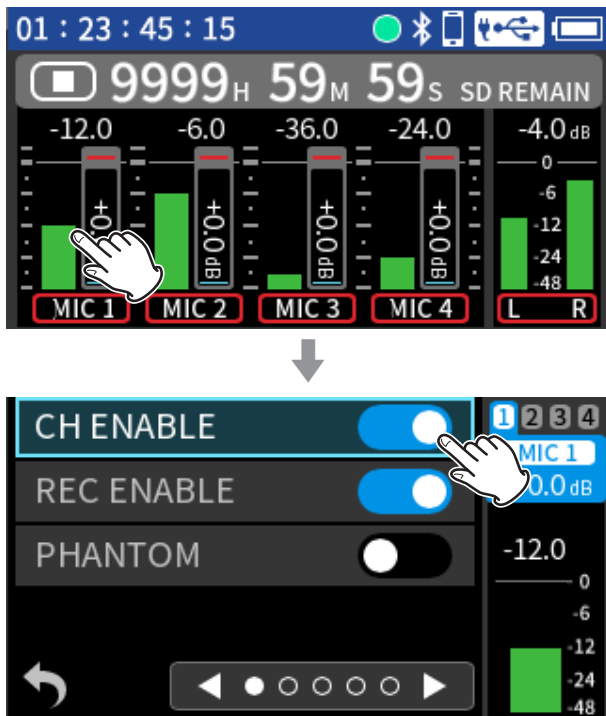 01 : 23 : 45 : 15
9999H 59M 59S SD REMAIN
-12.0 -6.0 -36.0 -24.0 -4.0 dB
+0.0 +0.0dB +0.0dB +0.0dB
0
-6
-12
-24
-48
MIC 1 MIC 2 MIC 3 MIC 4 L R
CH ENABLE
REC ENABLE
PHANTOM
1 2 3 4
MIC 1
0.0 dB
-12.0
0
-6
-12
-24
-48